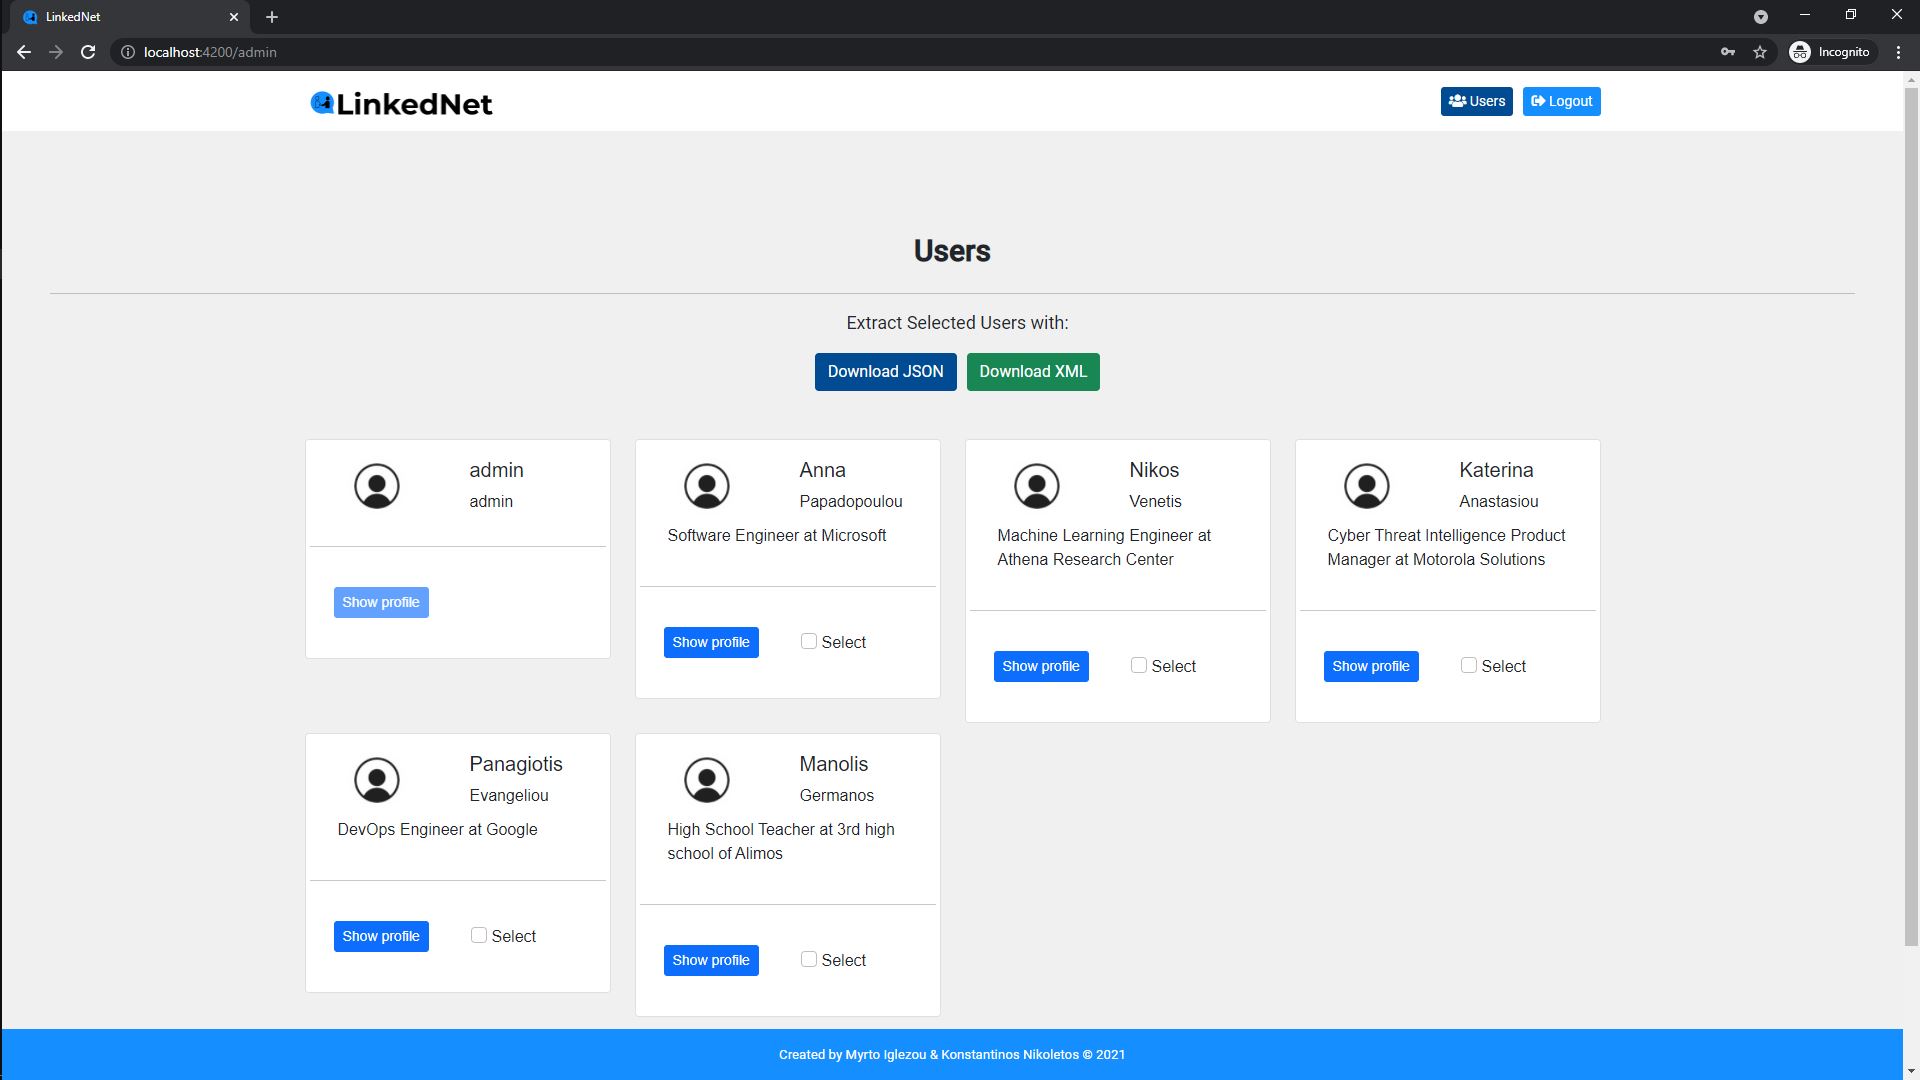 LinkedNet
localhost:4200/admin
Incognito
LinkedNet
Users
Logout
Users
Extract Selected Users with:
Download JSON
Download XML
admin
admin
Show profile
Anna
Papadopoulou
Software Engineer at Microsoft
Show profile
Select
Nikos
Venetis
Machine Learning Engineer at
Athena Research Center
Show profile
Select
Katerina
Anastasiou
Cyber Threat Intelligence Product
Manager at Motorola Solutions
Show profile
Select
Panagiotis
Evangeliou
DevOps Engineer at Google
Show profile
Select
Manolis
Germanos
High School Teacher at 3rd high
school of Alimos
Show profile
Select
Created by Myrto Iglezou & Konstantinos Nikoletos © 2021